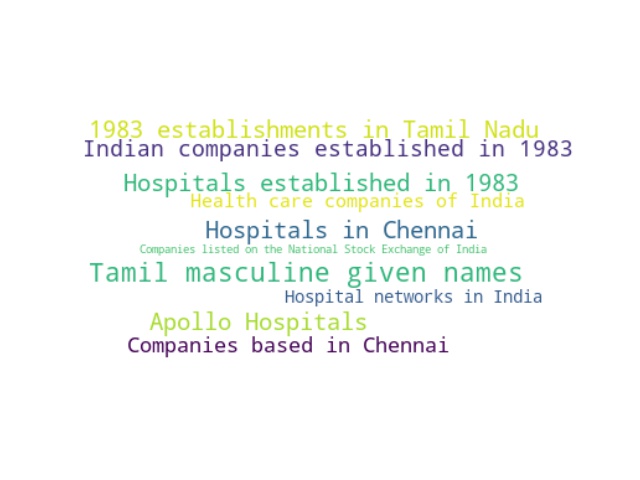 1983 establishments in Tamil Nadu
Indian companies established in 1983
Hospitals established in 1983
Health care companies of India
Hospitals in Chennai
Companies listed on the National Stock Exchange of India
Tamil masculine given names
Hospital networks in India
Apollo Hospitals
Companies based in Chennai